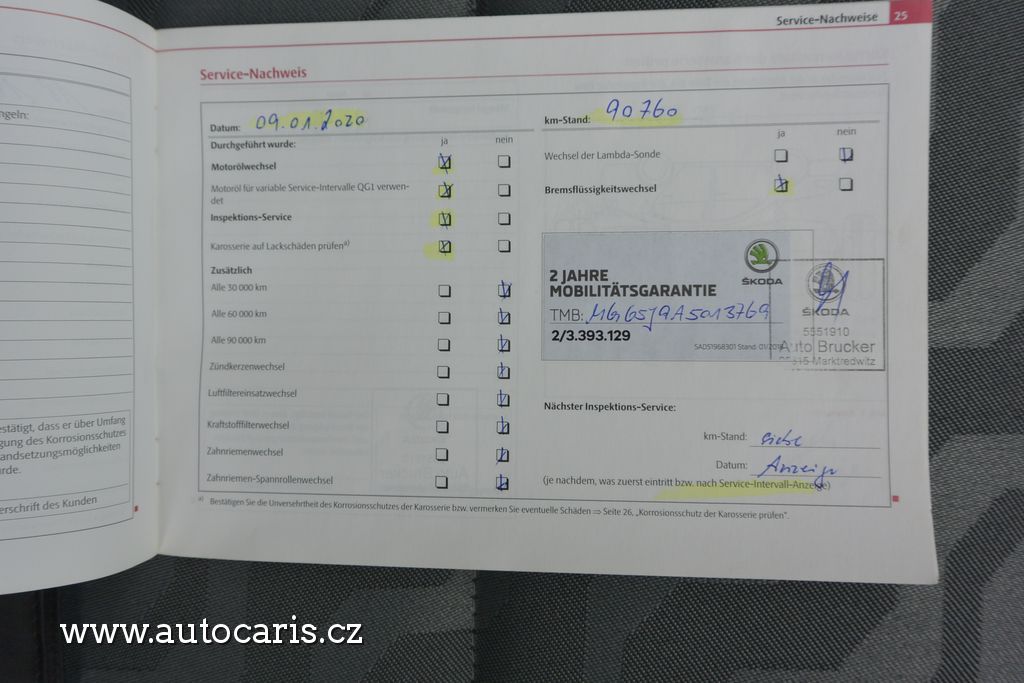 Service-Nachweise 25
ngeln:
estätigt, dass er über Umfang
gung des Korrosionsschutzes
andsetzungsmöglichkeiten
urde.
erschrift des Kunden
Service-Nachweis
Datum: 09.01.2020
Durchgeführt wurde: ja nein
Motorölwechsel
Motoröl für variable Service-Intervalle QG1 verwen-
det
Inspektions-Service
Karosserie auf Lackschäden prüfen a)
Zusätzlich
Alle 30 000 km
Alle 60 000 km
Alle 90 000 km
Zündkerzenwechsel
Luftfiltereinsatzwechsel
Kraftstofffilterwechsel
Zahnriemenwechsel
Zahnriemen-Spannrollenwechsel
km-Stand: 90760
ja nein
Wechsel der Lambda-Sonde
Bremsflüssigkeitswechsel
2 JAHRE
MOBILITÄTSGARANTIE
ŠKODA
TMB:
2/3.393.129
SAD51968301 Stand: 01/201
ŠKODA
5551910
Auto Brucker
Marktredwitz
Nächster Inspektions-Service:
km-Stand: siehe
Datum: Anzeige
(je nachdem, was zuerst eintritt bzw. nach Service-Intervall-Anzeige)
a) Bestätigen Sie die Unversehrtheit des Korrosionsschutzes der Karosserie bzw. vermerken Sie eventuelle Schäden ⇒ Seite 26, „Korrosionsschutz der Karosserie prüfen".
www.autocaris.cz